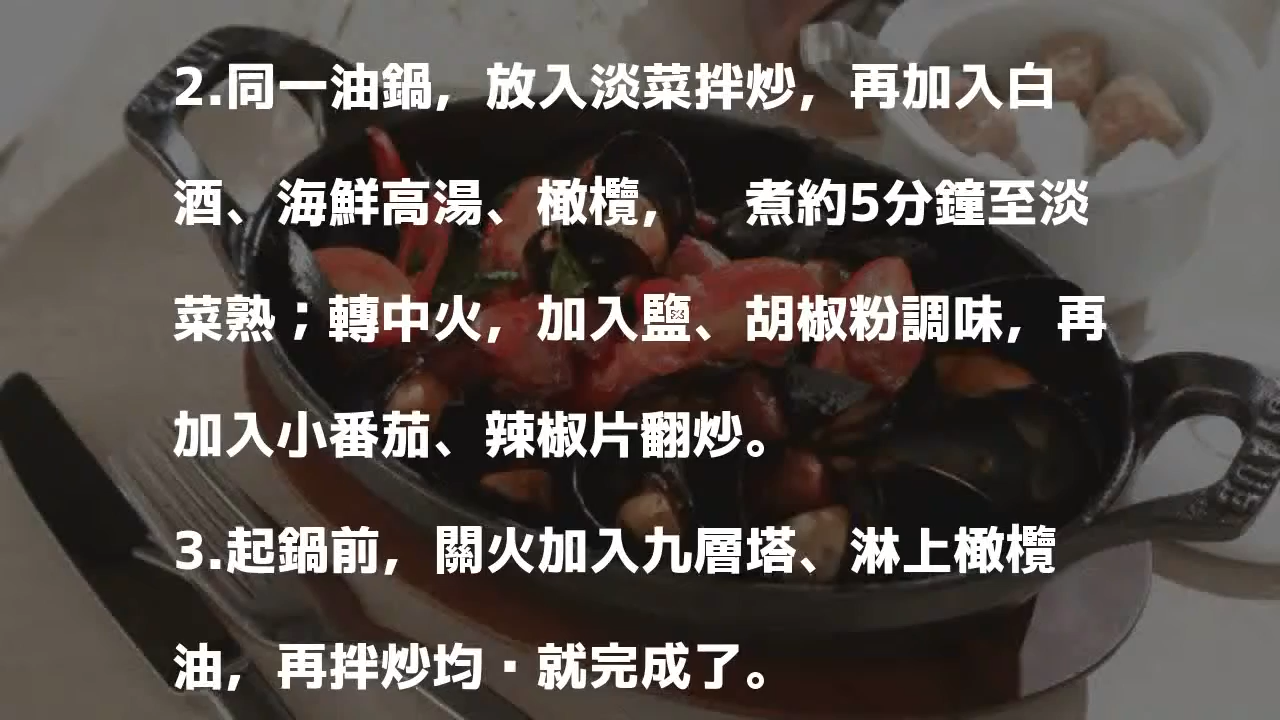 2.同一油鍋，放入淡菜拌炒，再加入白
酒、海鮮高湯、橄欖，　煮約5分鐘至淡
菜熟；轉中火，加入鹽、胡椒粉調味，再
加入小番茄、辣椒片翻炒。
3.起鍋前，關火加入九層塔、淋上橄欖
油，再拌炒均▪就完成了。
STAUB